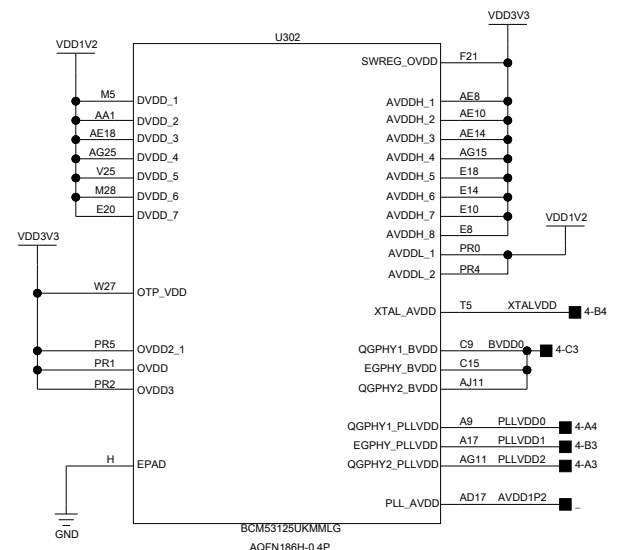 U302
VDD3V3
VDD1V2
SWREG_OVDD F21
M5 DVDD_1
AVDDH_1 AE8
AA1 DVDD_2
AVDDH_2 AE10
AE18 DVDD_3
AVDDH_3 AE14
AG25 DVDD_4
AVDDH_4 AG15
V25 DVDD_5
AVDDH_5 E18
M28 DVDD_6
AVDDH_6 E14
E20 DVDD_7
AVDDH_7 E10
VDD1V2
AVDDH_8 E8
VDD3V3
AVDDL_1 PR0
AVDDL_2 PR4
W27 OTP_VDD
XTAL_AVDD T5 XTALVDD 4-B4
PR5 OVDD2_1
QGPHY1_BVDD C9 BVDD0 4-C3
PR1 OVDD
EGPHY_BVDD C15
PR2 OVDD3
QGPHY2_BVDD AJ11
QGPHY1_PLLVDD A9 PLLVDD0 4-A4
EGPHY_PLLVDD A17 PLLVDD1 4-B3
H EPAD
QGPHY2_PLLVDD AG11 PLLVDD2 4-A3
PLL_AVDD AD17 AVDD1P2 _
GND
BCM53125UKMMLG
AQFN186H-0.4P